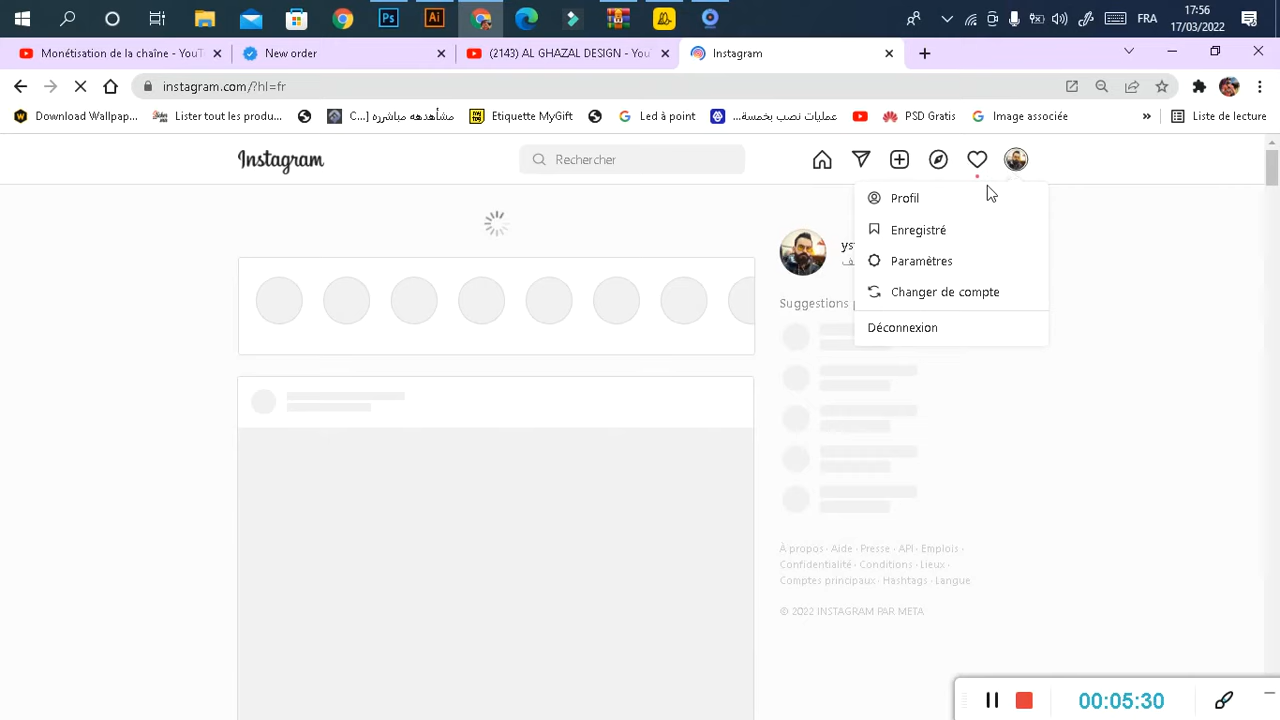 FRA
17:56
17/03/2022
Monétisation de la chaîne - YouT
New order
(2143) AL GHAZAL DESIGN - You
Instagram
instagram.com/?hl=fr
Download Wallpap...
Lister tout les produ...
مشأهدهه مباشرره [... C
Etiquette MyGift
Led à point
عمليات نصب بخمسة...
PSD Gratis
Image associée
»
Liste de lecture
Instagram
Rechercher
Profil
Enregistré
Paramètres
Changer de compte
Déconnexion
Suggestions
À propos · Aide · Presse · API · Emplois ·
Confidentialité · Conditions · Lieux ·
Comptes principaux · Hashtags · Langue
© 2022 INSTAGRAM PAR META
00:05:30